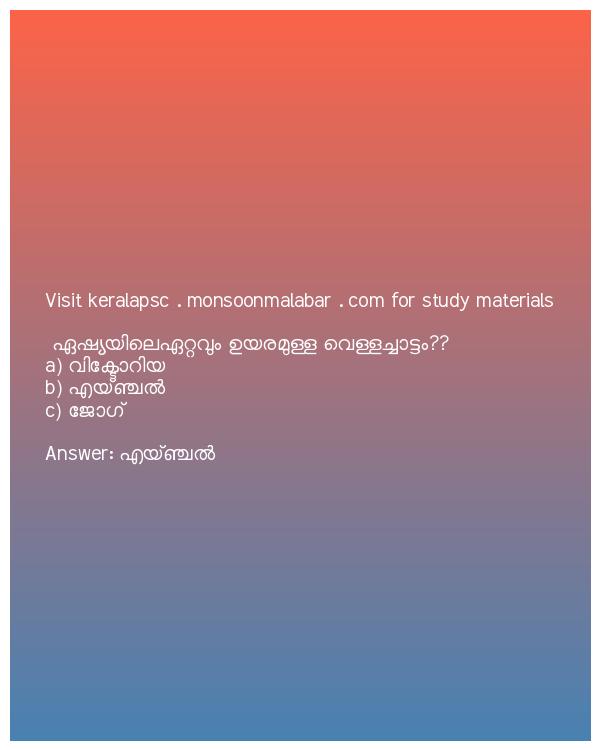 Visit keralapsc .monsoonmalabar .com for study materials
ഏഷ്യയിലെഏറ്റവും ഉയരമുള്ള വെള്ളച്ചാട്ടം??
a) വിക്ടോറിയ
b) എയ്ഞ്ചൽ
c) ജോഗ്
Answer: എയ്ഞ്ചൽ